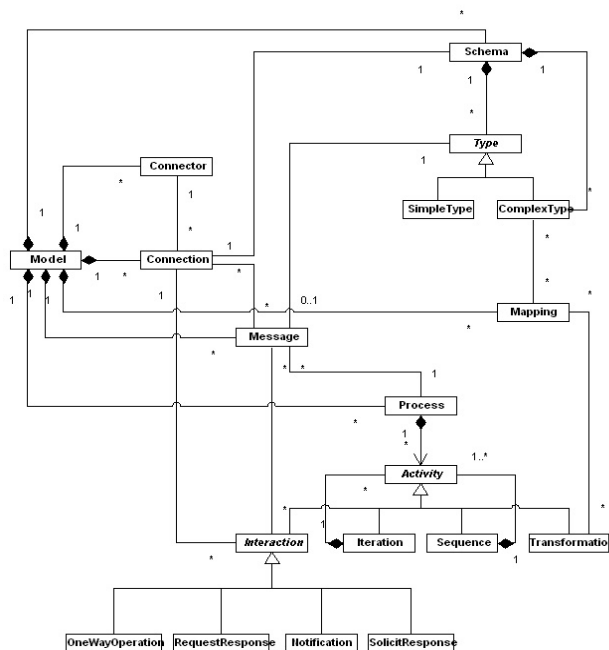 *
Schema
1
1
1
*
Type
1
Connector
*
1
SimpleType
ComplexType
*
1
1
*
1
*
*
Model
Connection
1
*
*
*
1
1
1
1
1
*
0..1
Mapping
*
Message
*
*
*
1
Process
*
1
*
1..*
Activity
*
*
*
1
Interaction
Iteration
Sequence
Transformatio
*
1
OneWayOperation
RequestResponse
Notification
SolicitResponse